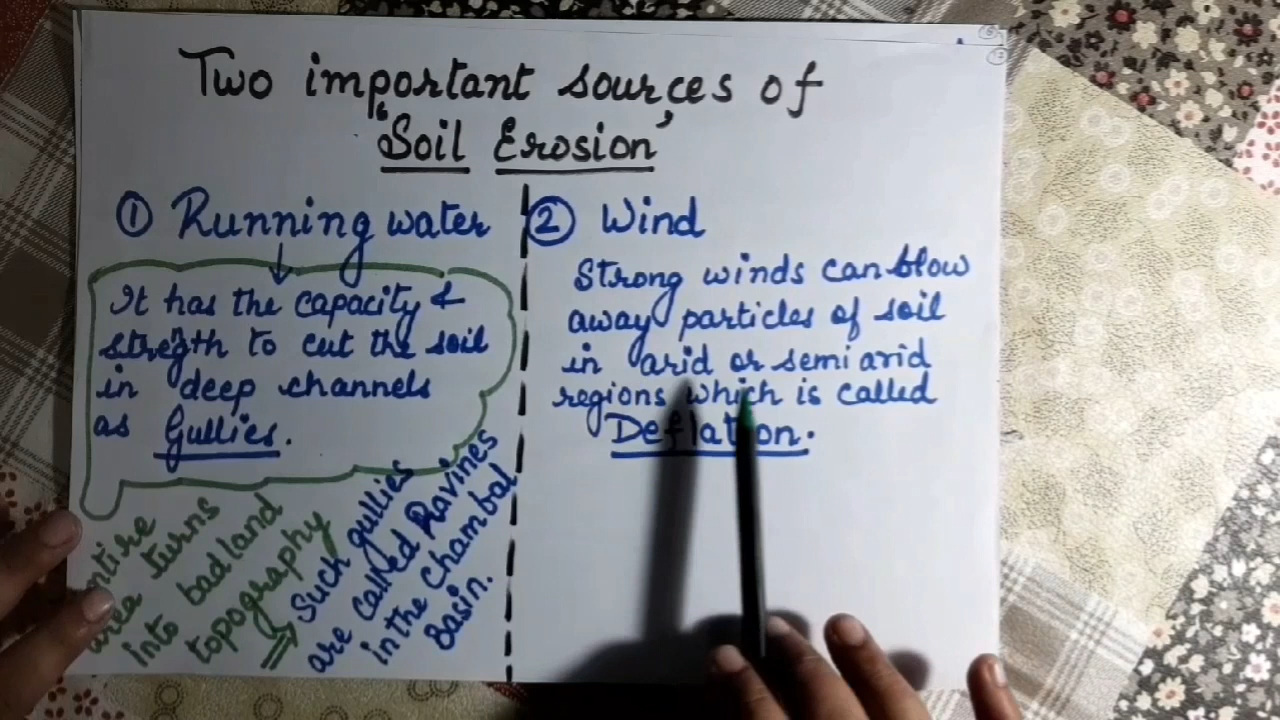 Two important sources of
"Soil Erosion"
① Running water
↓
It has the capacity &
strength to cut the soil
in deep channels
as Gullies.
entire
area turns
into badland
topography
⇒ Such gullies
are called Ravines
in the Chambal
Basin.
② Wind
Strong winds can blow
away particles of soil
in arid or semi arid
regions which is called
Deflation.